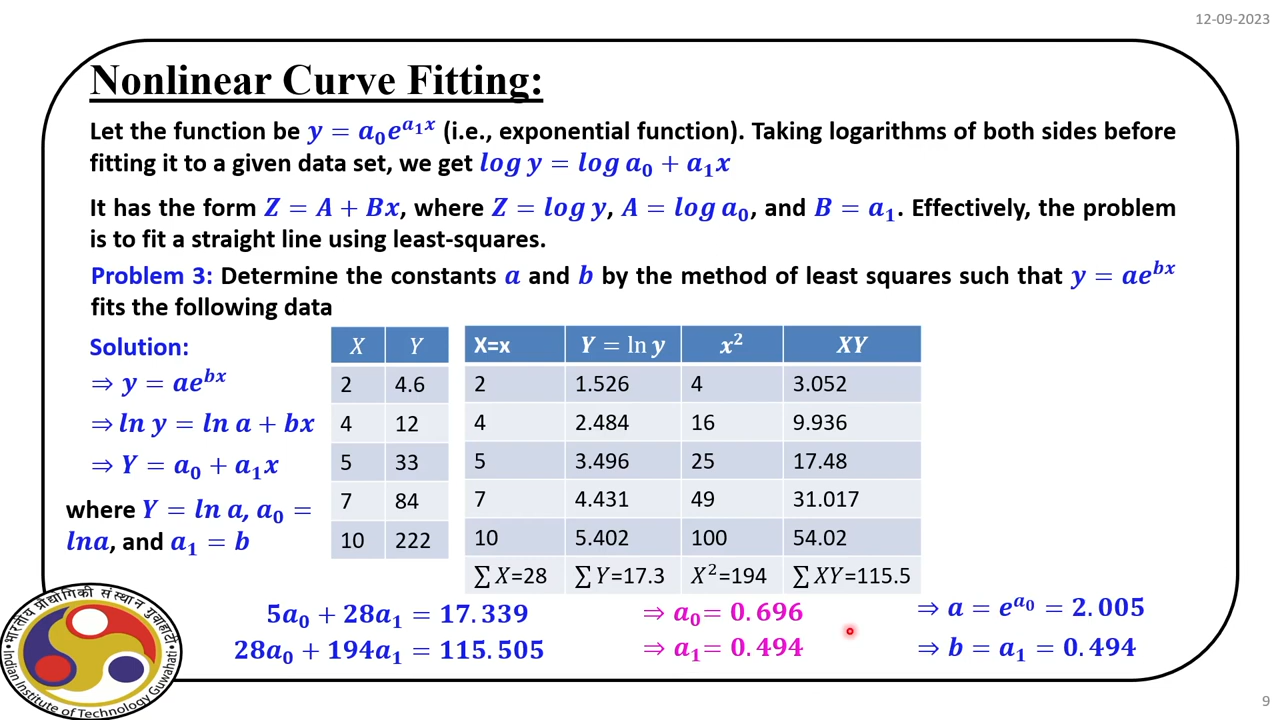 12-09-2023
Nonlinear Curve Fitting:
Let the function be y = a₀e^{a₁x} (i.e., exponential function). Taking logarithms of both sides before
fitting it to a given data set, we get log y = log a₀ + a₁x
It has the form Z = A + Bx, where Z = log y, A = log a₀, and B = a₁. Effectively, the problem
is to fit a straight line using least-squares.
Problem 3: Determine the constants a and b by the method of least squares such that y = ae^{bx}
fits the following data
Solution:
⇒ y = ae^{bx}
⇒ ln y = ln a + bx
⇒ Y = a₀ + a₁x
where Y = ln a, a₀ =
lna, and a₁ = b
X Y
2 4.6
4 12
5 33
7 84
10 222
X=x Y = ln y x² XY
2 1.526 4 3.052
4 2.484 16 9.936
5 3.496 25 17.48
7 4.431 49 31.017
10 5.402 100 54.02
∑X=28 ∑Y=17.3 X²=194 ∑XY=115.5
5a₀ + 28a₁ = 17.339 ⇒ a₀= 0.696 ⇒ a = e^{a₀} = 2.005
28a₀ + 194a₁ = 115.505 ⇒ a₁= 0.494 ⇒ b = a₁ = 0.494
भारतीय प्रौद्योगिकी संस्थान गुवाहाटी
Indian Institute of Technology Guwahati
9